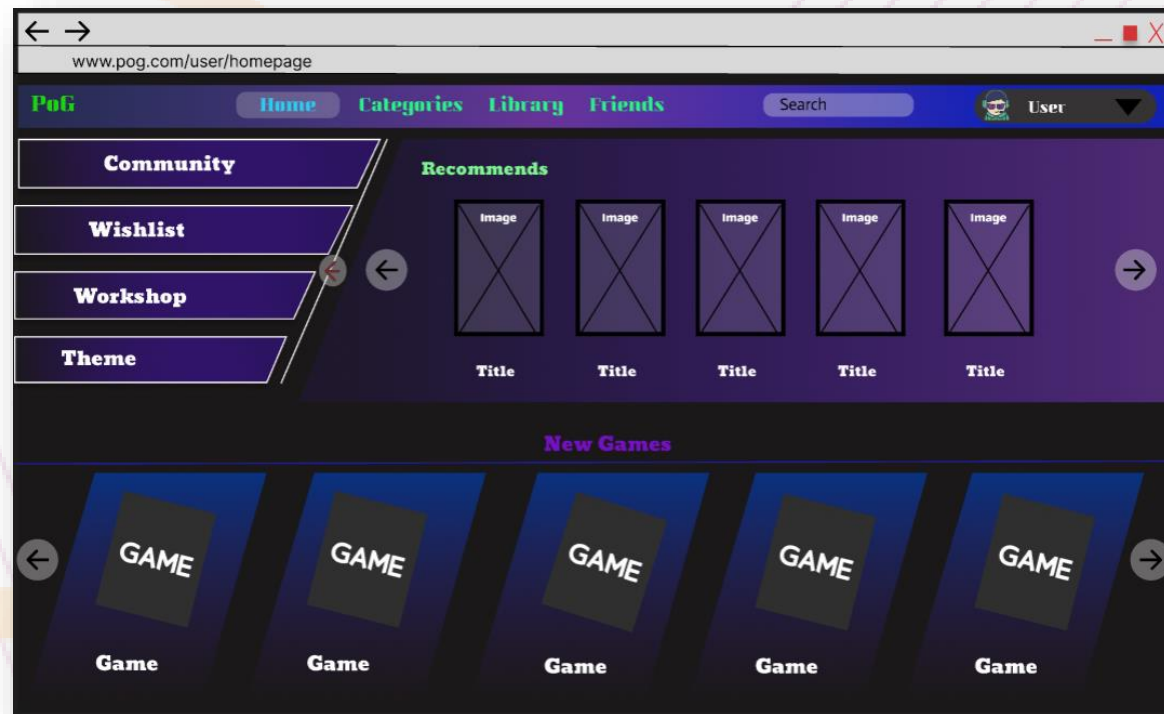 www.pog.com/user/homepage
PoG Home Categories Library Friends Search User
Community
Wishlist
Workshop
Theme
Recommends
Image Image Image Image Image
Title Title Title Title Title
New Games
GAME GAME GAME GAME GAME
Game Game Game Game Game